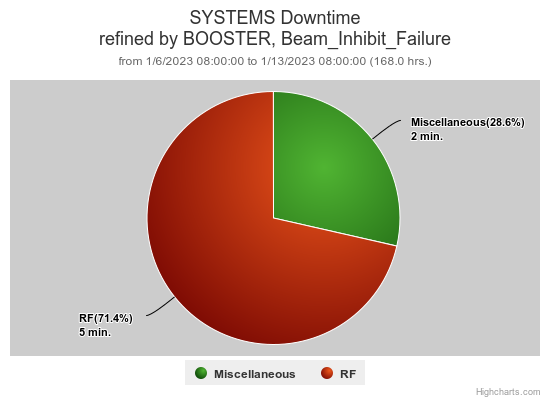 SYSTEMS Downtime
refined by BOOSTER, Beam_Inhibit_Failure
from 1/6/2023 08:00:00 to 1/13/2023 08:00:00 (168.0 hrs.)
Miscellaneous(28.6%)
2 min.
RF(71.4%)
5 min.
Miscellaneous RF
Highcharts.com